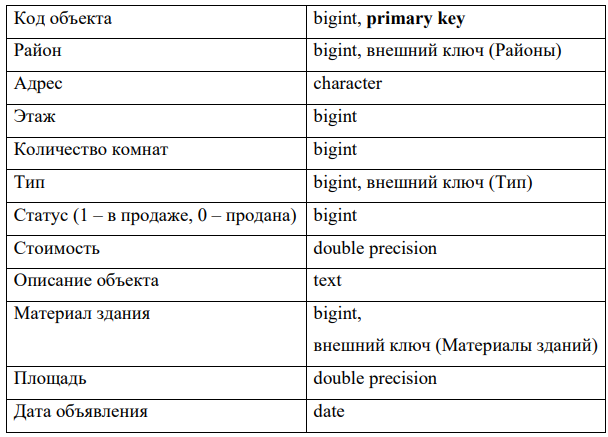 Код объекта bigint, primary key
Район bigint, внешний ключ (Районы)
Адрес character
Этаж bigint
Количество комнат bigint
Тип bigint, внешний ключ (Тип)
Статус (1 – в продаже, 0 – продана) bigint
Стоимость double precision
Описание объекта text
Материал здания bigint,
внешний ключ (Материалы зданий)
Площадь double precision
Дата объявления date